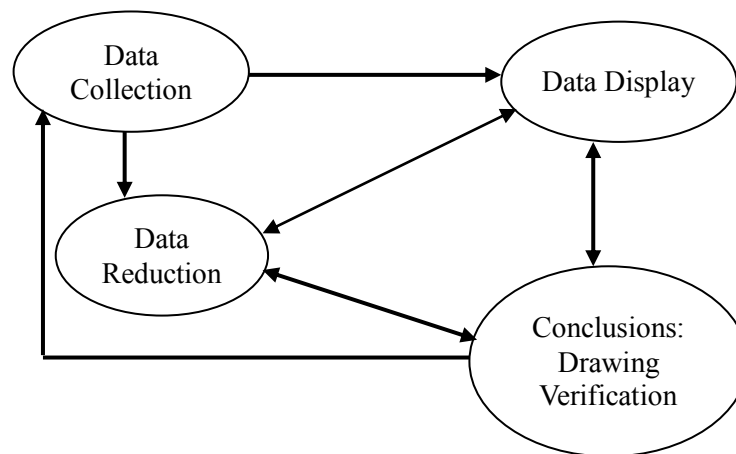 Data
Collection
Data Display
Data
Reduction
Conclusions:
Drawing
Verification